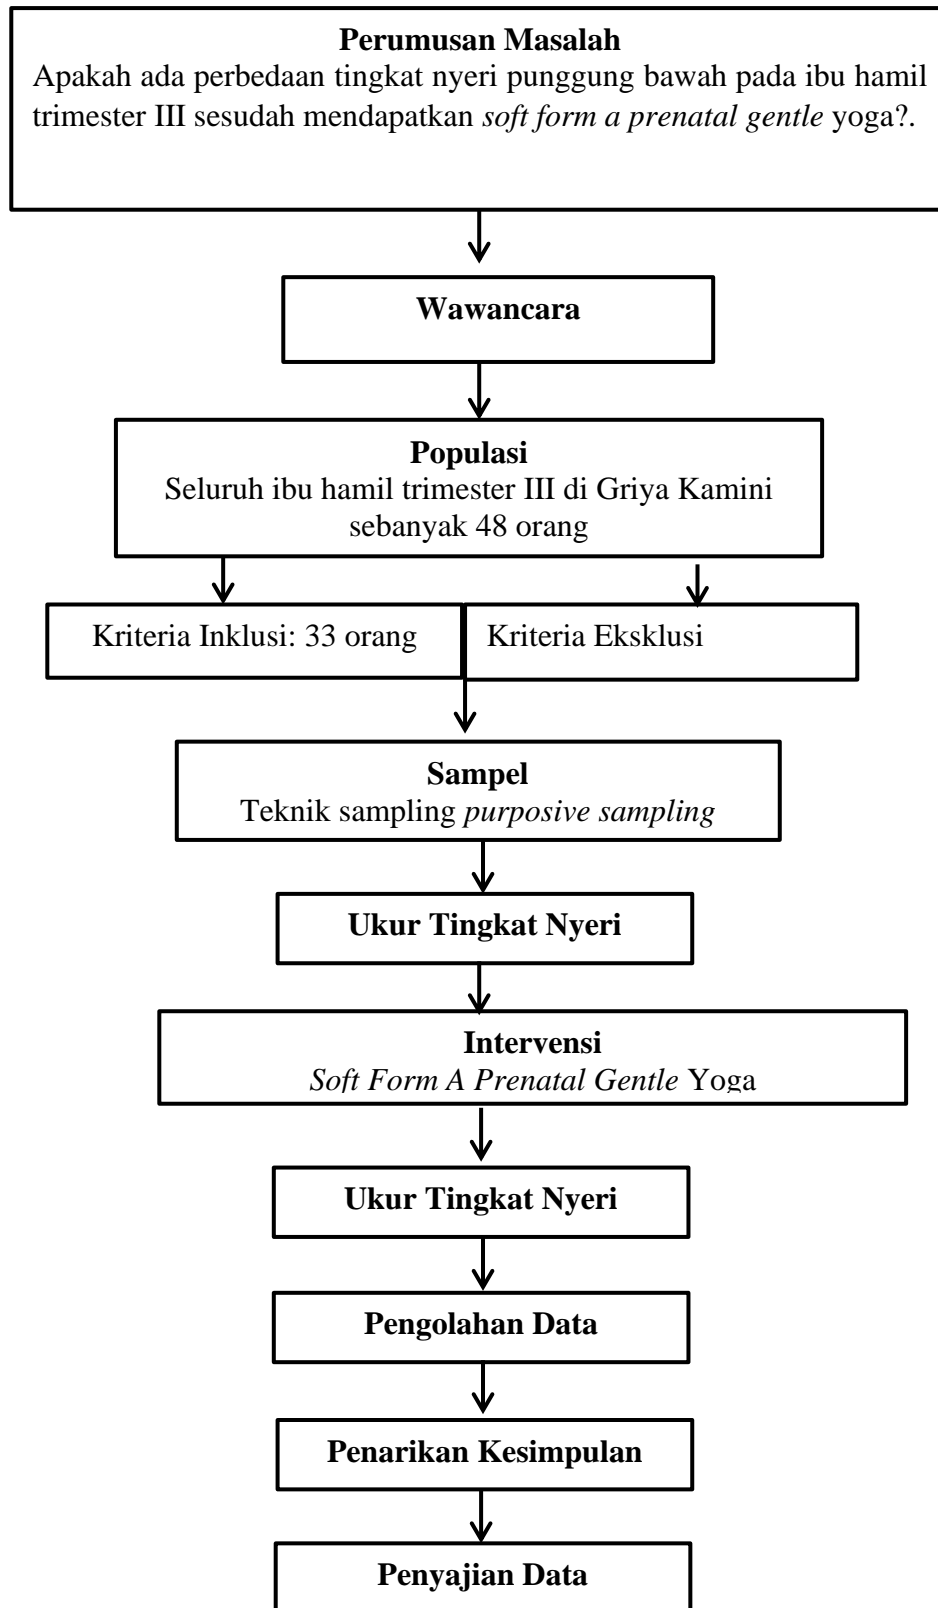 Perumusan Masalah
Apakah ada perbedaan tingkat nyeri punggung bawah pada ibu hamil
trimester III sesudah mendapatkan soft form a prenatal gentle yoga?.
Wawancara
Populasi
Seluruh ibu hamil trimester III di Griya Kamini
sebanyak 48 orang
Kriteria Inklusi: 33 orang
Kriteria Eksklusi
Sampel
Teknik sampling purposive sampling
Ukur Tingkat Nyeri
Intervensi
Soft Form A Prenatal Gentle Yoga
Ukur Tingkat Nyeri
Pengolahan Data
Penarikan Kesimpulan
Penyajian Data